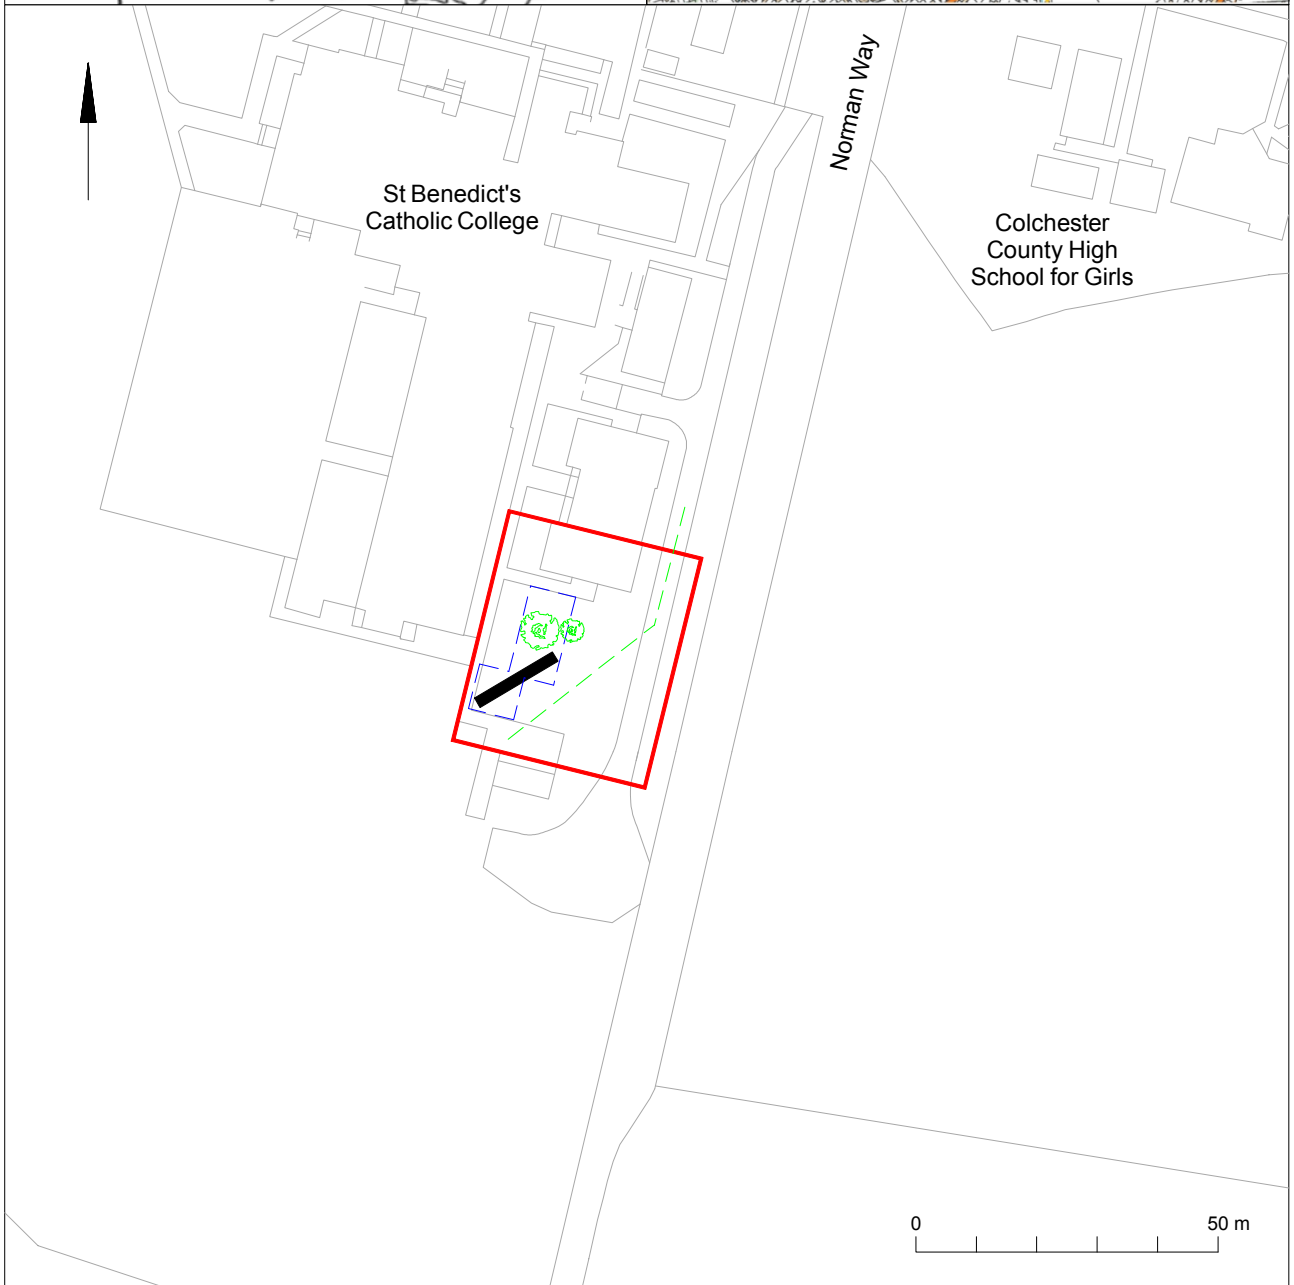 Norman Way
St Benedict's
Catholic College
Colchester
County High
School for Girls
0
50 m